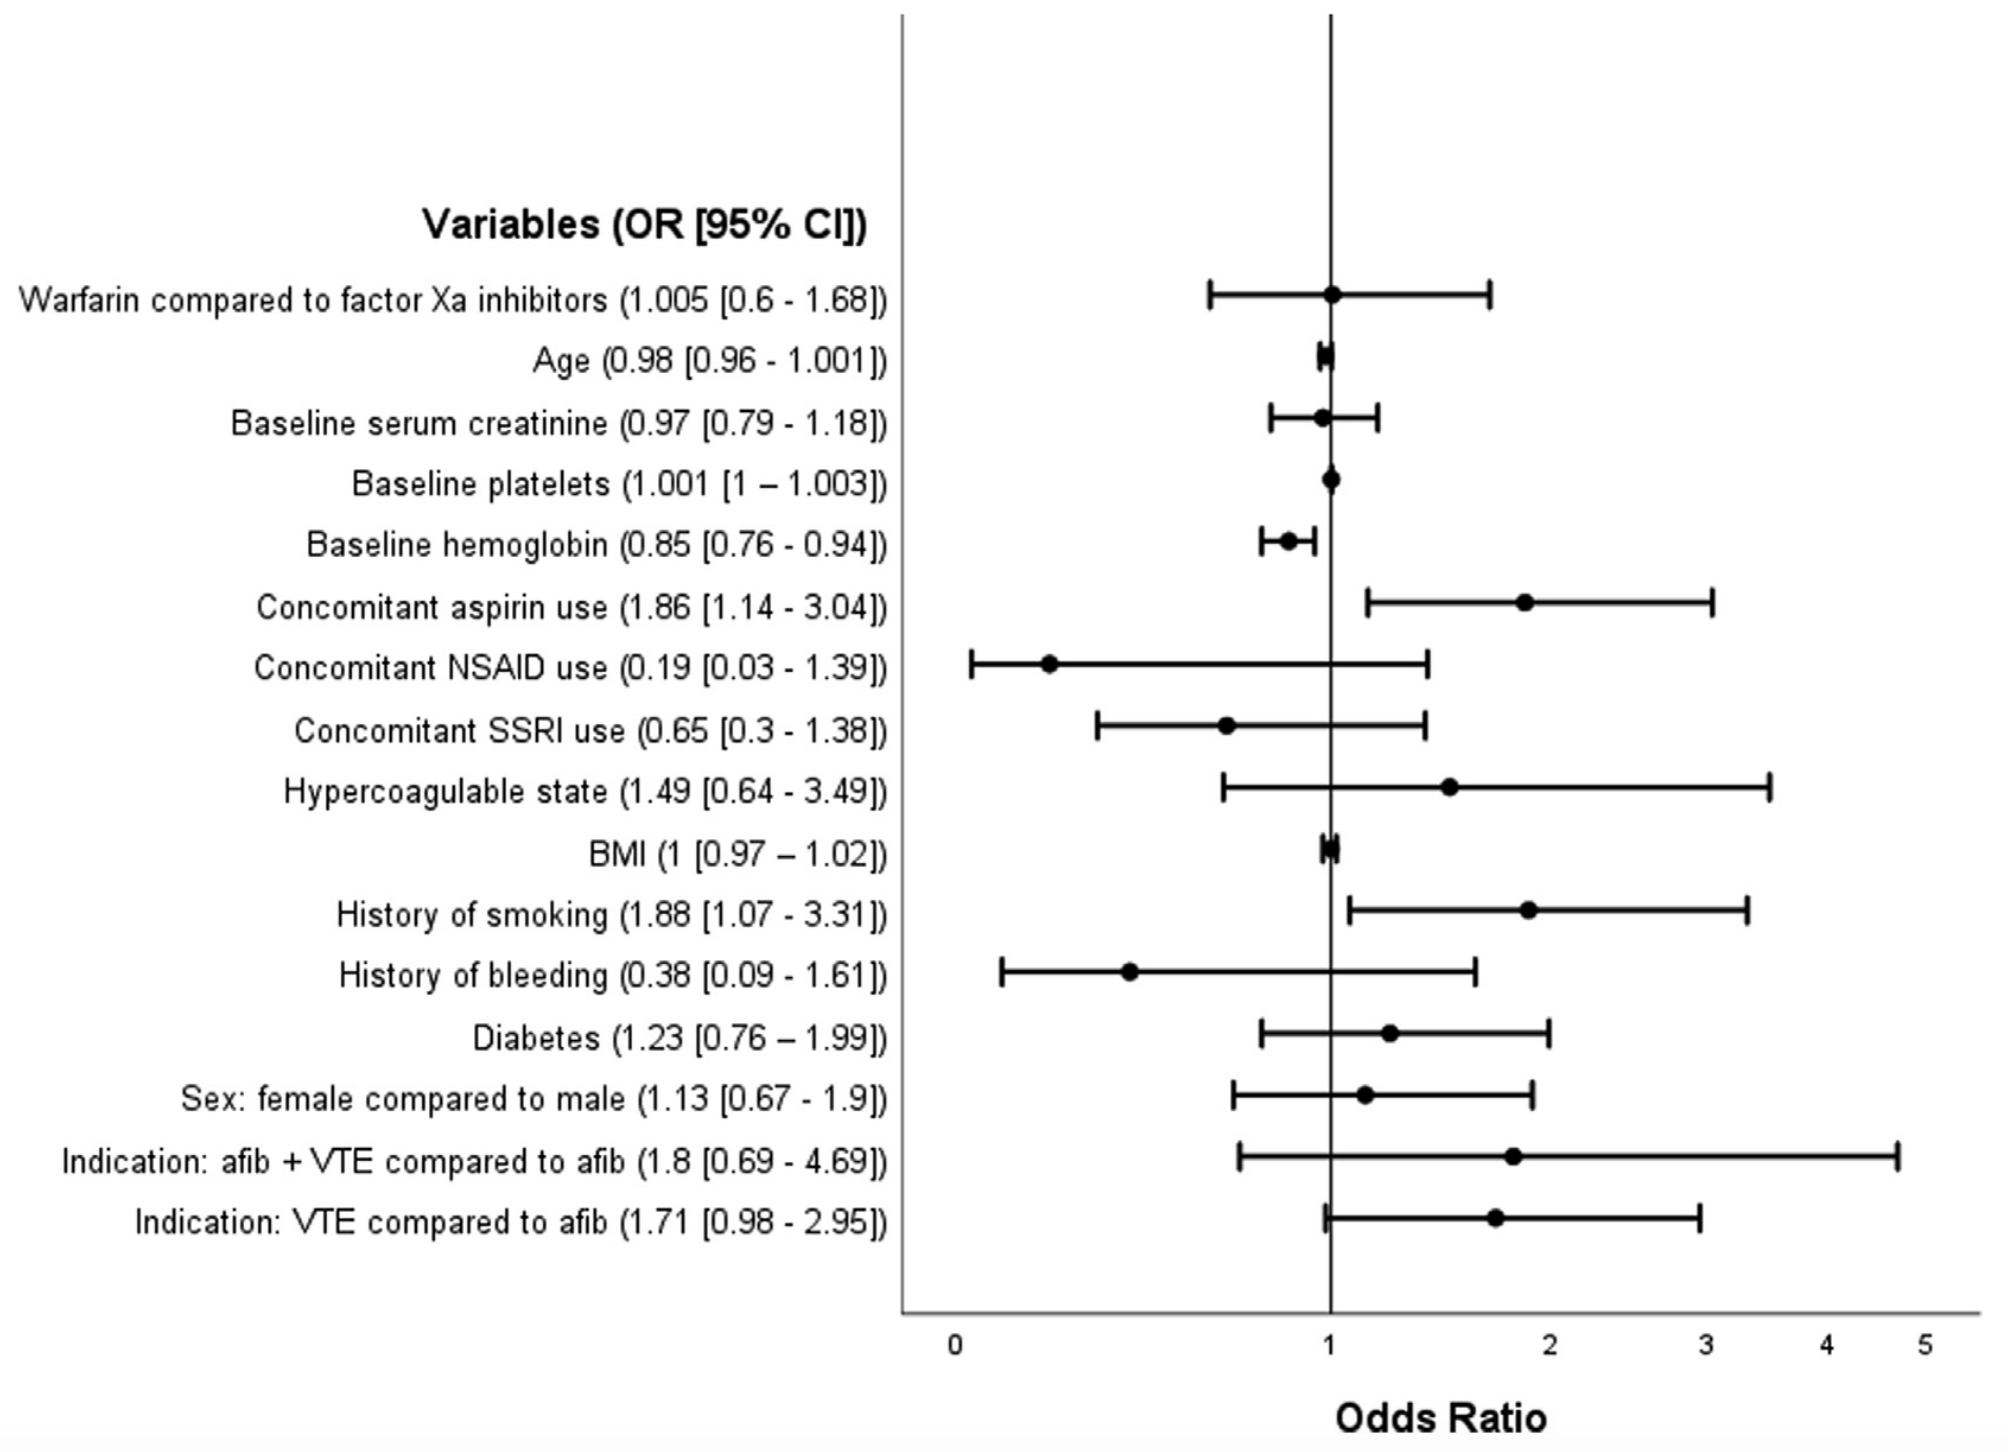 Variables (OR [95% CI])
Warfarin compared to factor Xa inhibitors (1.005 [0.6 - 1.68])
Age (0.98 [0.96 - 1.001])
Baseline serum creatinine (0.97 [0.79 - 1.18])
Baseline platelets (1.001 [1 – 1.003])
Baseline hemoglobin (0.85 [0.76 - 0.94])
Concomitant aspirin use (1.86 [1.14 - 3.04])
Concomitant NSAID use (0.19 [0.03 - 1.39])
Concomitant SSRI use (0.65 [0.3 - 1.38])
Hypercoagulable state (1.49 [0.64 - 3.49])
BMI (1 [0.97 – 1.02])
History of smoking (1.88 [1.07 - 3.31])
History of bleeding (0.38 [0.09 - 1.61])
Diabetes (1.23 [0.76 – 1.99])
Sex: female compared to male (1.13 [0.67 - 1.9])
Indication: afib + VTE compared to afib (1.8 [0.69 - 4.69])
Indication: VTE compared to afib (1.71 [0.98 - 2.95])
0 1 2 3 4 5
Odds Ratio